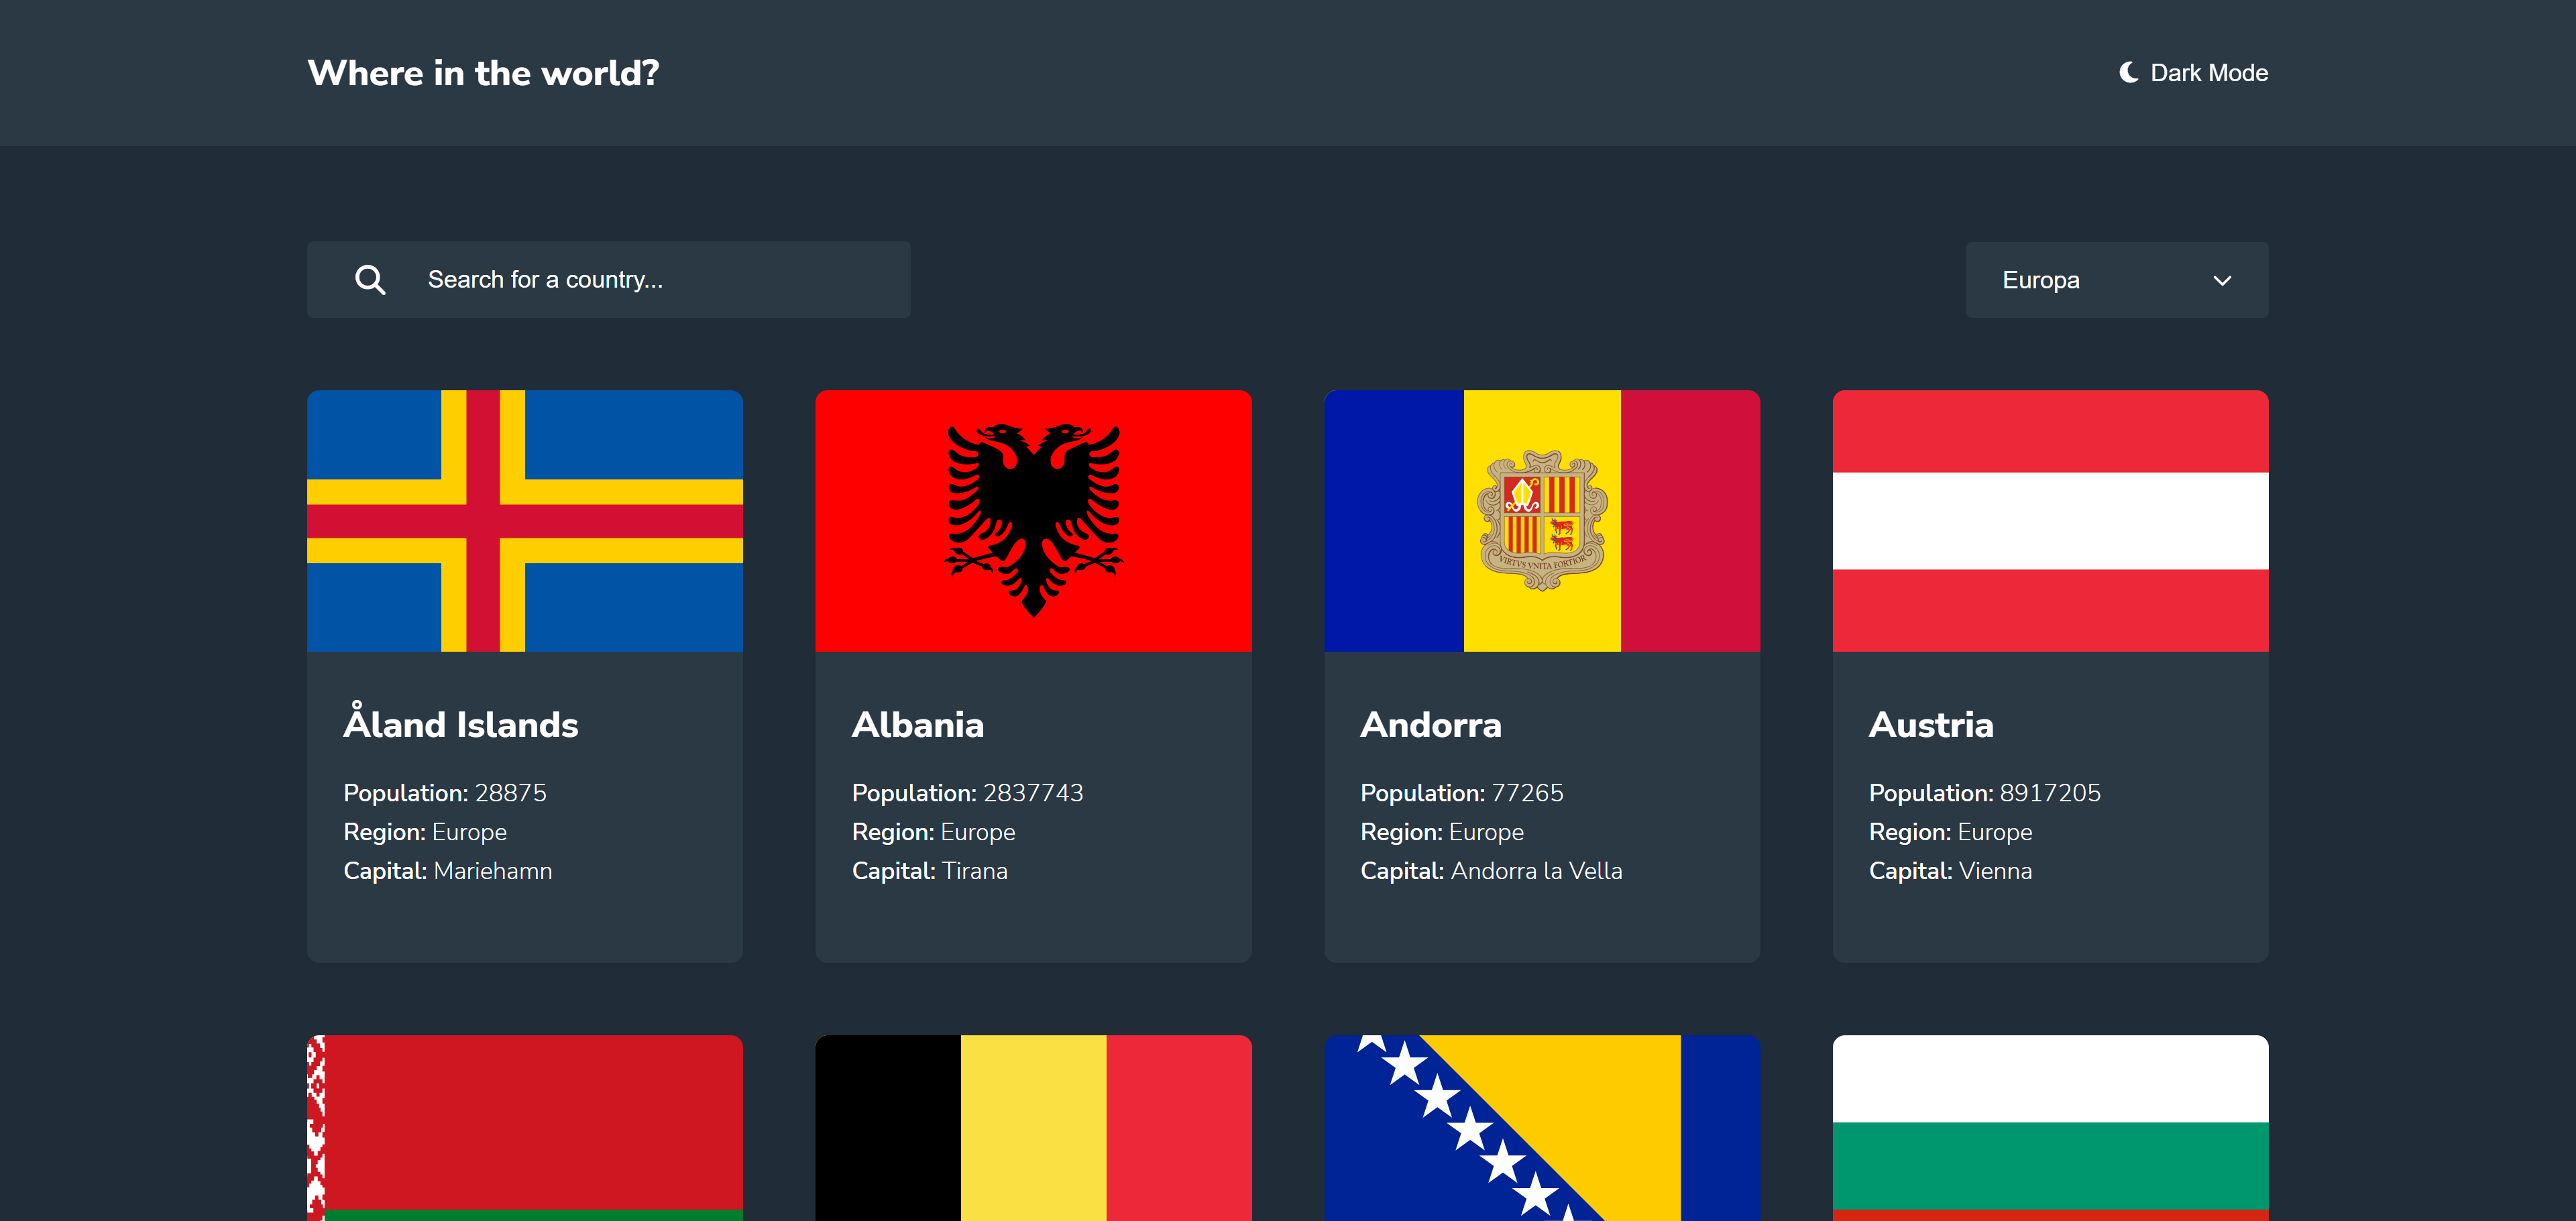 Where in the world?
Dark Mode
Search for a country...
Europa
VIRTVS VNITA FORTIOR
Åland Islands
Population: 28875
Region: Europe
Capital: Mariehamn
Albania
Population: 2837743
Region: Europe
Capital: Tirana
Andorra
Population: 77265
Region: Europe
Capital: Andorra la Vella
Austria
Population: 8917205
Region: Europe
Capital: Vienna